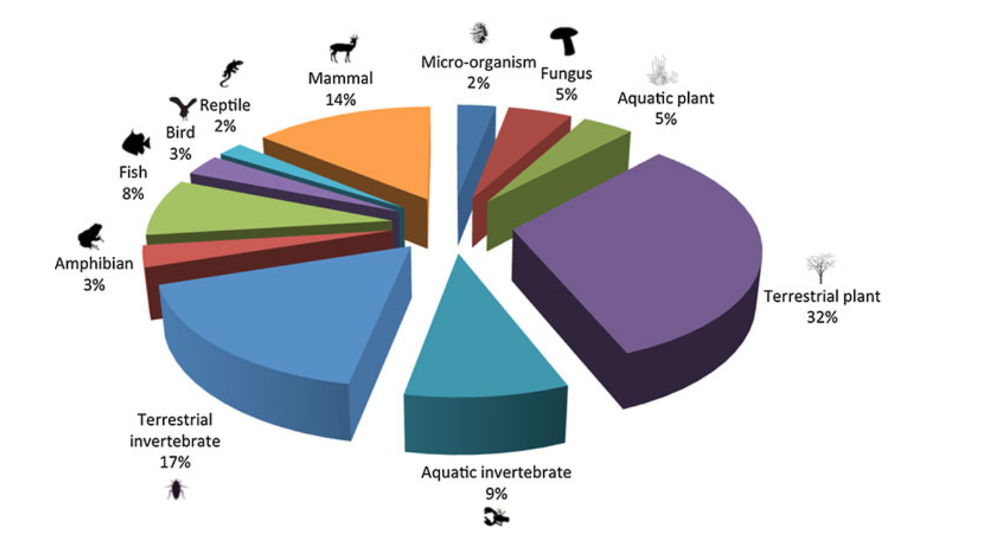 Micro-organism
2%
Fungus
5%
Aquatic plant
5%
Terrestrial plant
32%
Aquatic invertebrate
9%
Terrestrial
invertebrate
17%
Amphibian
3%
Fish
8%
Bird
3%
Reptile
2%
Mammal
14%